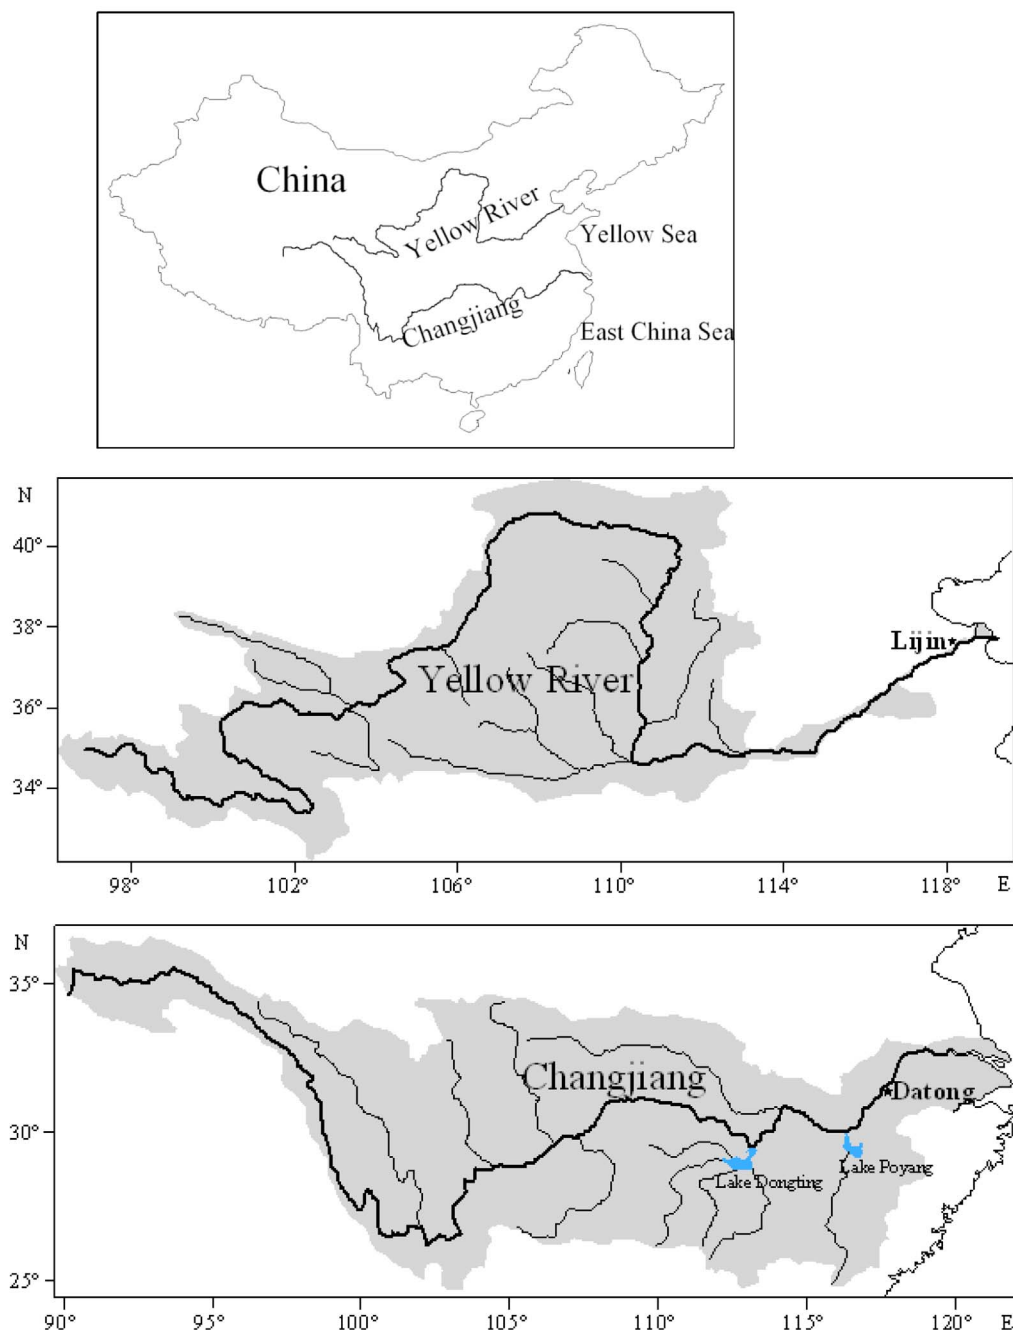 China
Yellow River
Yellow Sea
Changjiang
East China Sea
N
40°
38°
Lijin
Yellow River
36°
34°
98° 102° 106° 110° 114° 118° E
N
35°
Changjiang
Datong
30°
Lake Poyang
Lake Dongting
25°
90° 95° 100° 105° 110° 115° 120° E